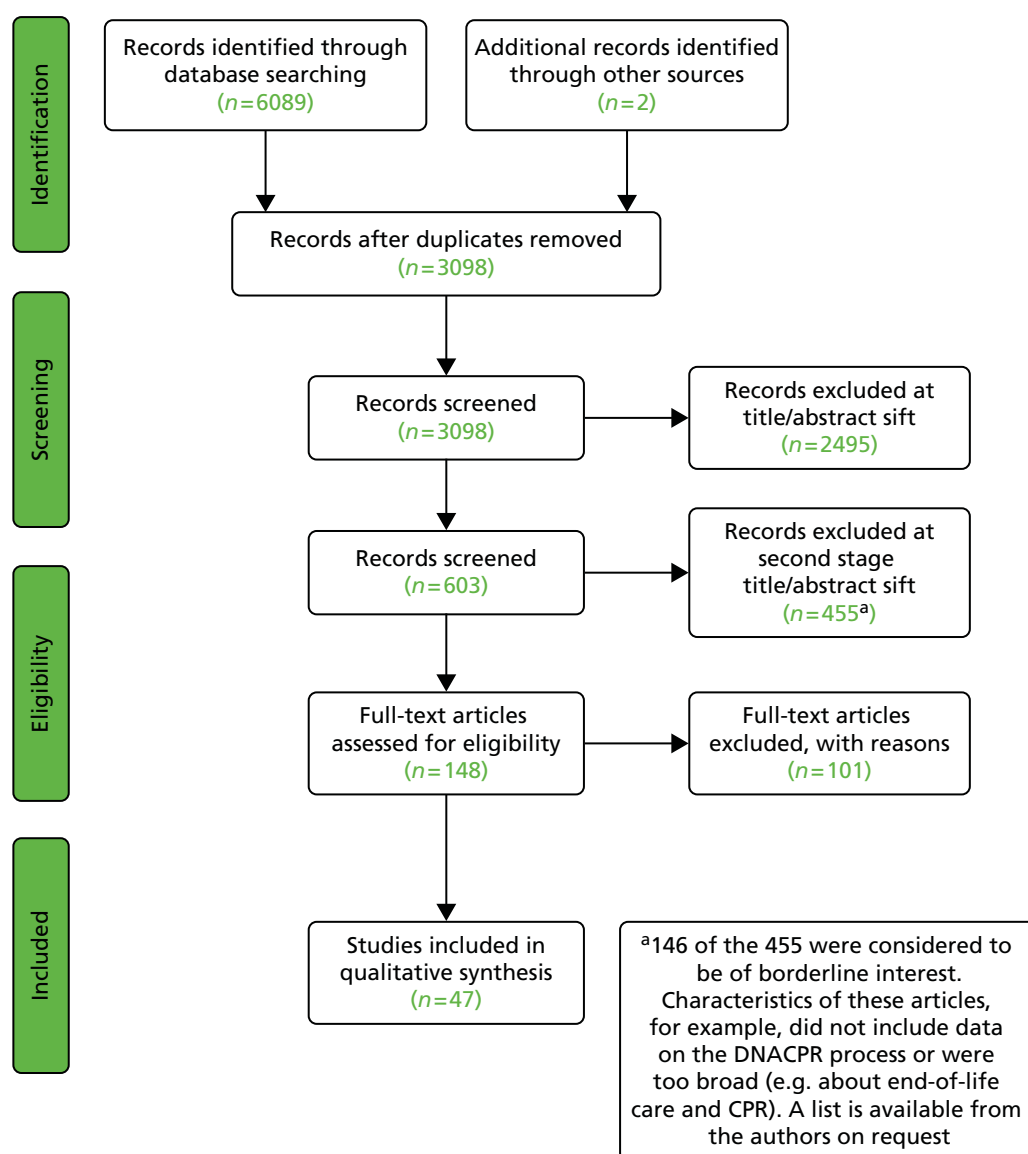 Identification
Records identified through
database searching
(n=6089)
Additional records identified
through other sources
(n=2)
Records after duplicates removed
(n=3098)
Screening
Records screened
(n=3098)
Records excluded at
title/abstract sift
(n=2495)
Eligibility
Records screened
(n=603)
Records excluded at
second stage
title/abstract sift
(n=455a)
Full-text articles
assessed for eligibility
(n=148)
Full-text articles
excluded, with reasons
(n=101)
Included
Studies included in
qualitative synthesis
(n=47)
a146 of the 455 were considered to
be of borderline interest.
Characteristics of these articles,
for example, did not include data
on the DNACPR process or were
too broad (e.g. about end-of-life
care and CPR). A list is available from
the authors on request